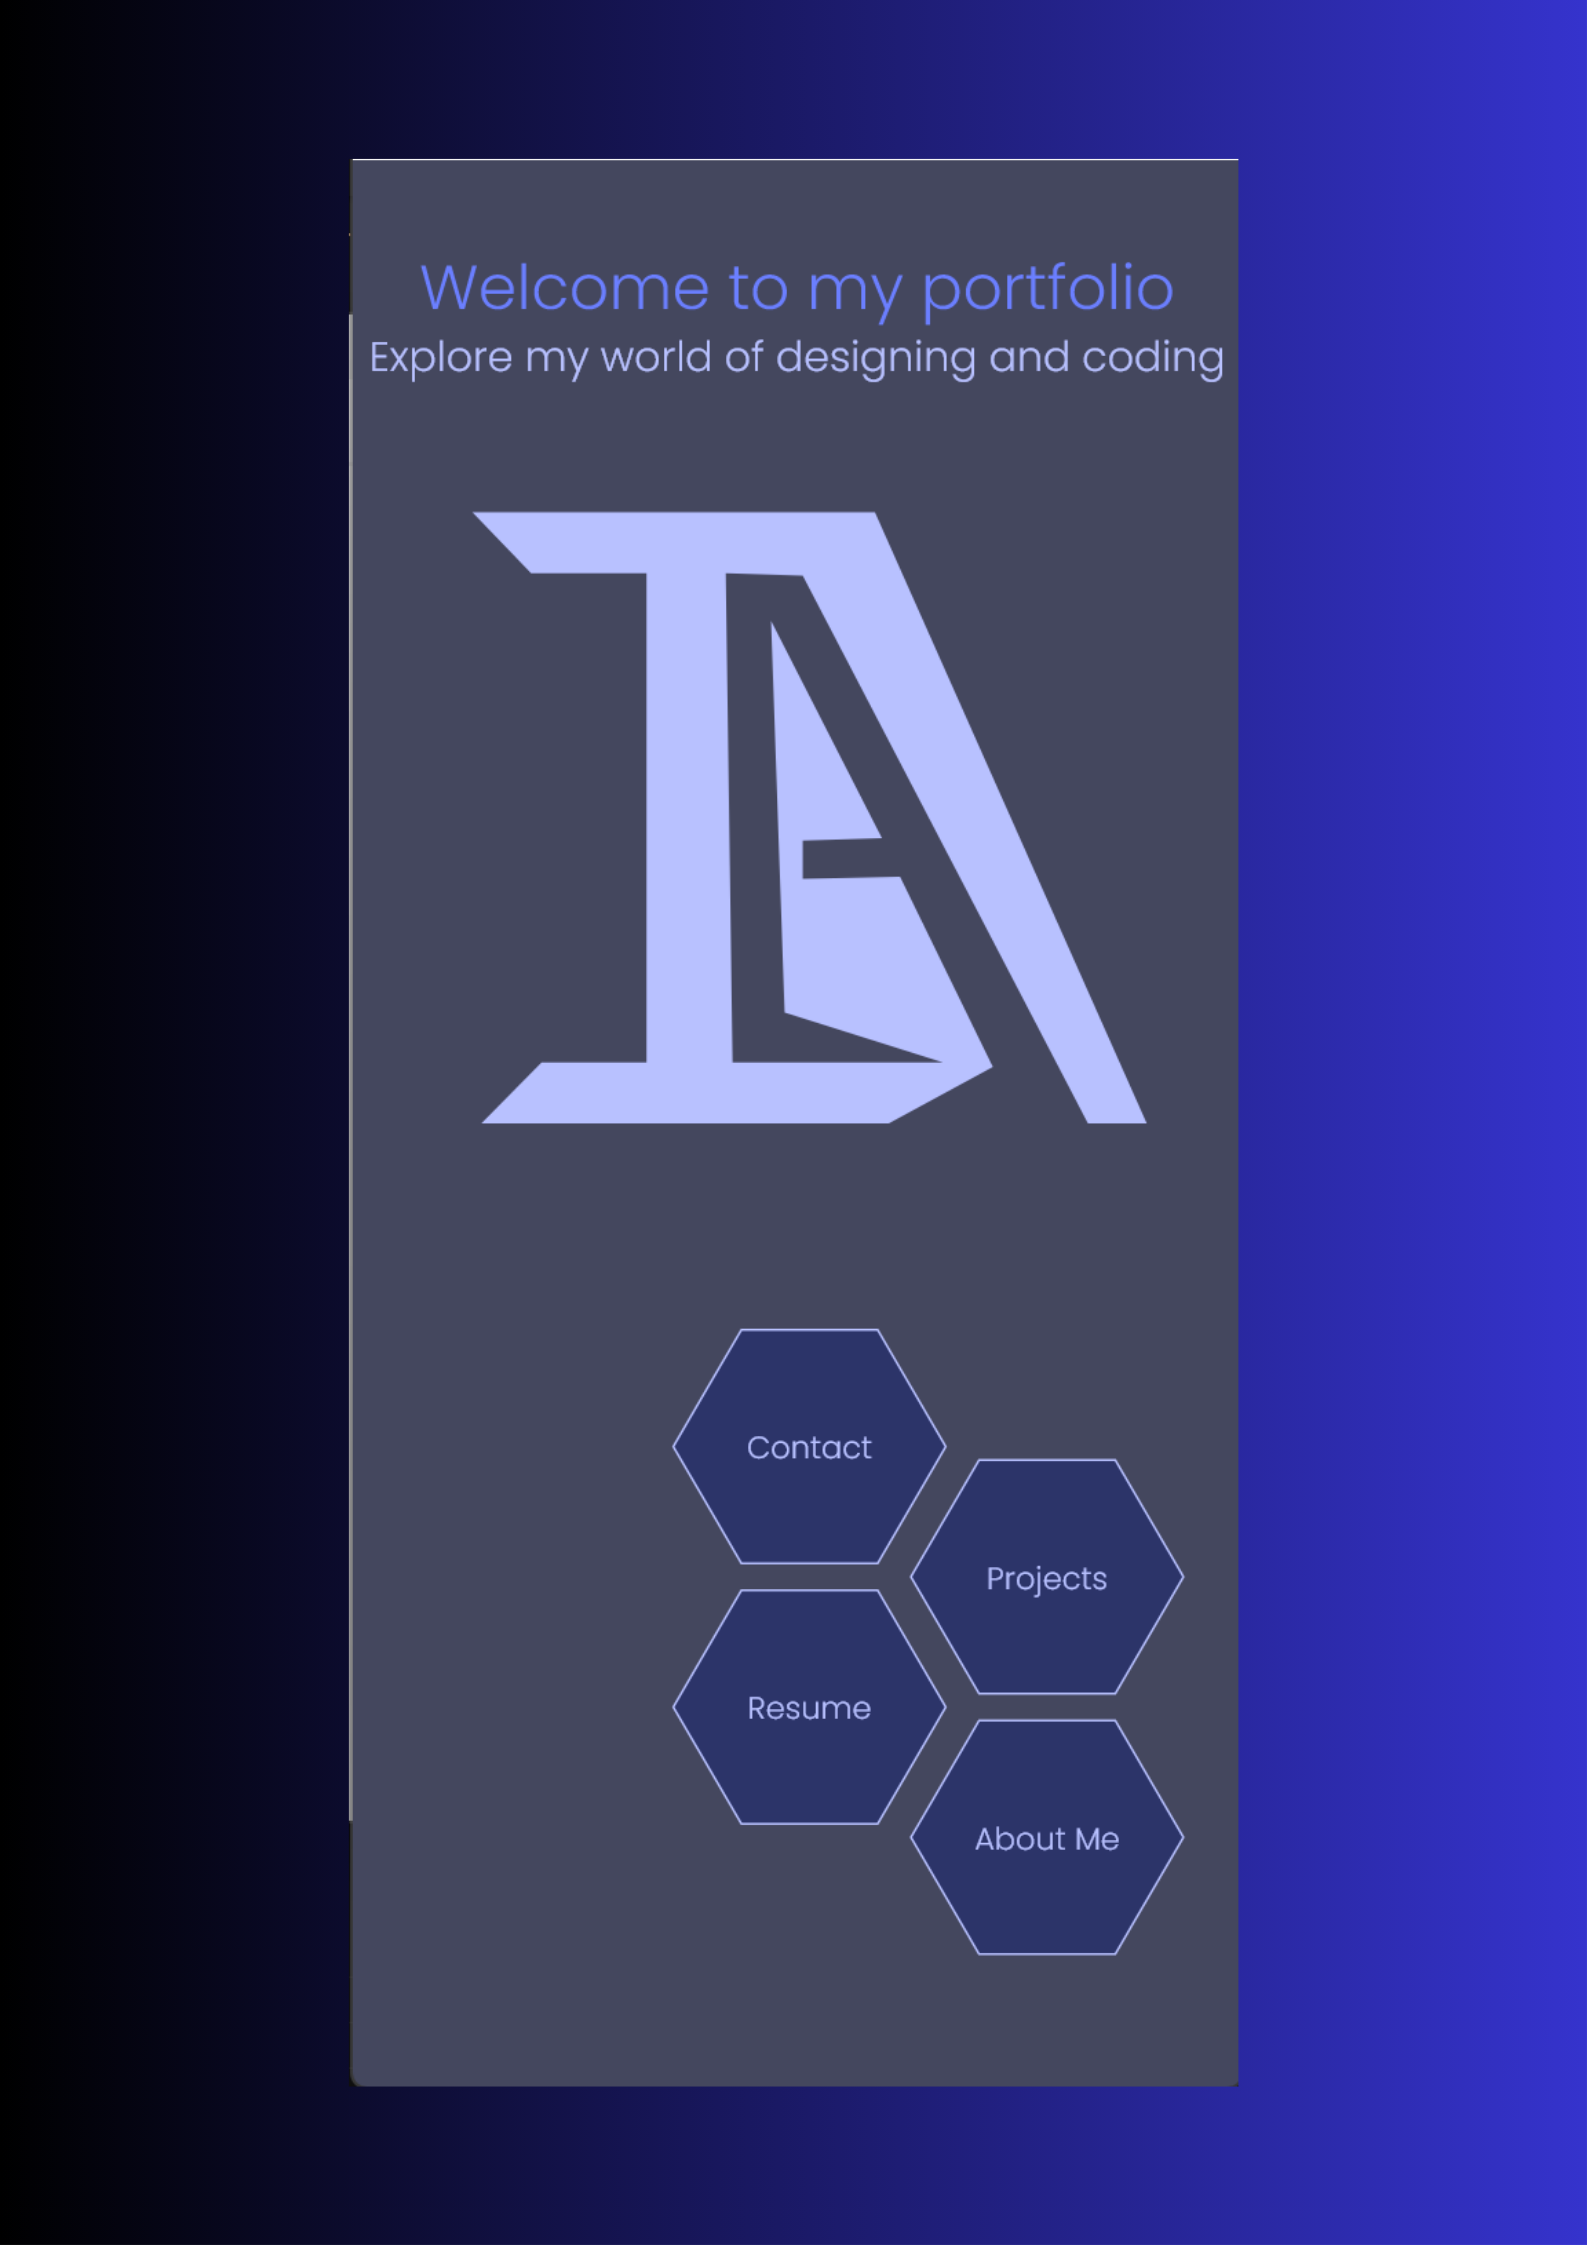 Welcome to my portfolio
Explore my world of designing and coding
Contact
Projects
Resume
About Me